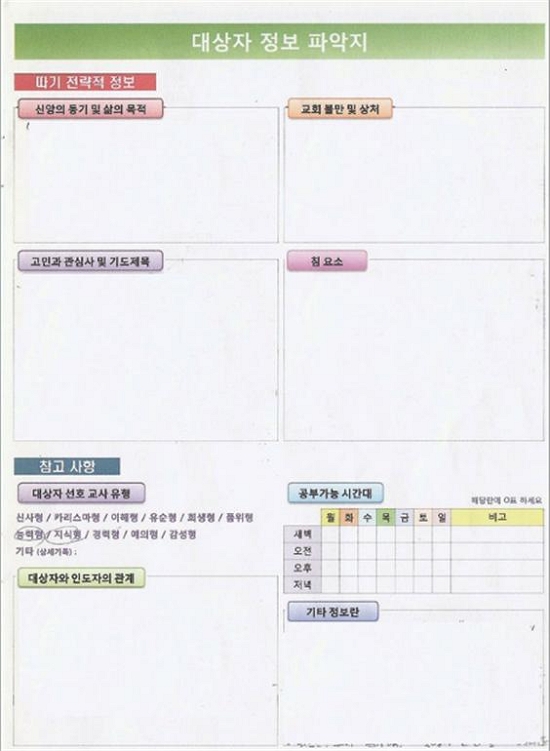 대상자 정보 파악지
따기 전략적 정보
신앙의 동기 및 삶의 목적
교회 불만 및 상처
고민과 관심사 및 기도제목
침 요소
참고 사항
대상자 선호 교사 유형
신사형 / 카리스마형 / 이해형 / 유순형 / 희생형 / 품위형
능력형 / 지식형 / 경력형 / 예의형 / 감성형
기타 (상세기록) :
공부가능 시간대
해당란에 O표 하세요
월 화 수 목 금 토 일 비고
새벽
오전
오후
저녁
대상자와 인도자의 관계
기타 정보란